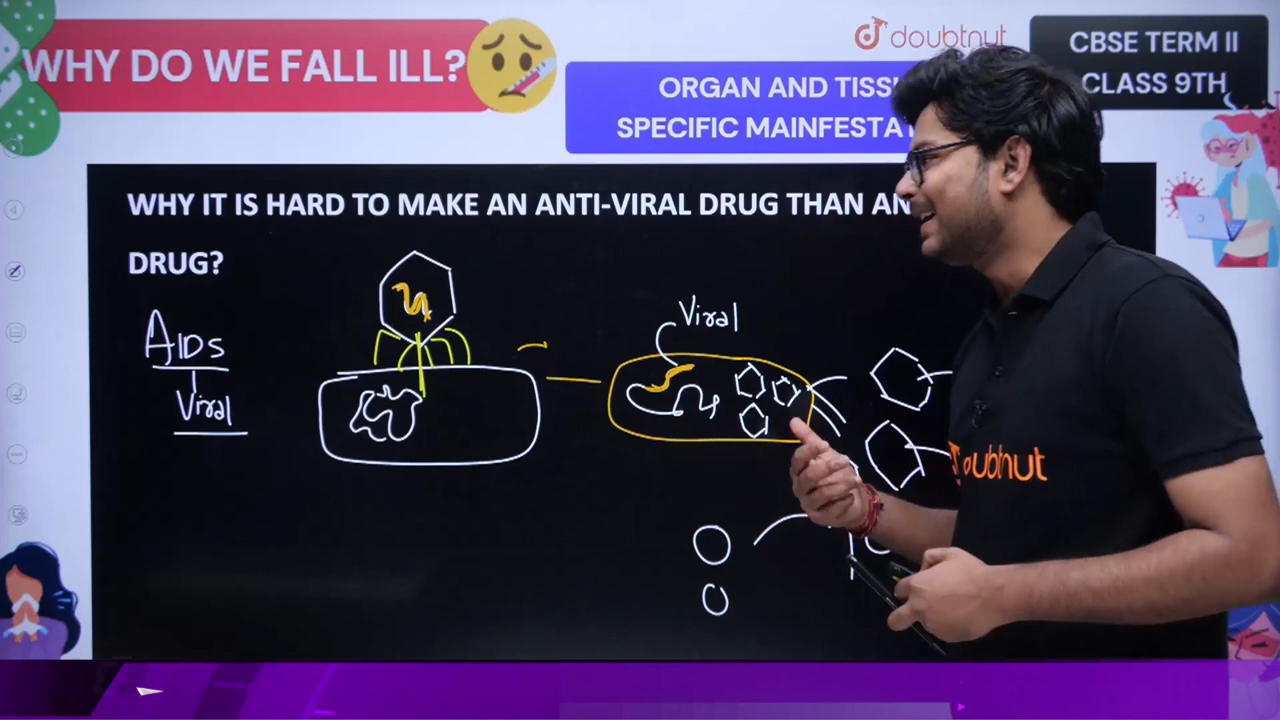 WHY DO WE FALL ILL?
doubtnut
CBSE TERM II
CLASS 9TH
ORGAN AND TISS
SPECIFIC MAINFESTA
WHY IT IS HARD TO MAKE AN ANTI-VIRAL DRUG THAN AN
DRUG?
AIDS
Viral
Viral
doubtnut